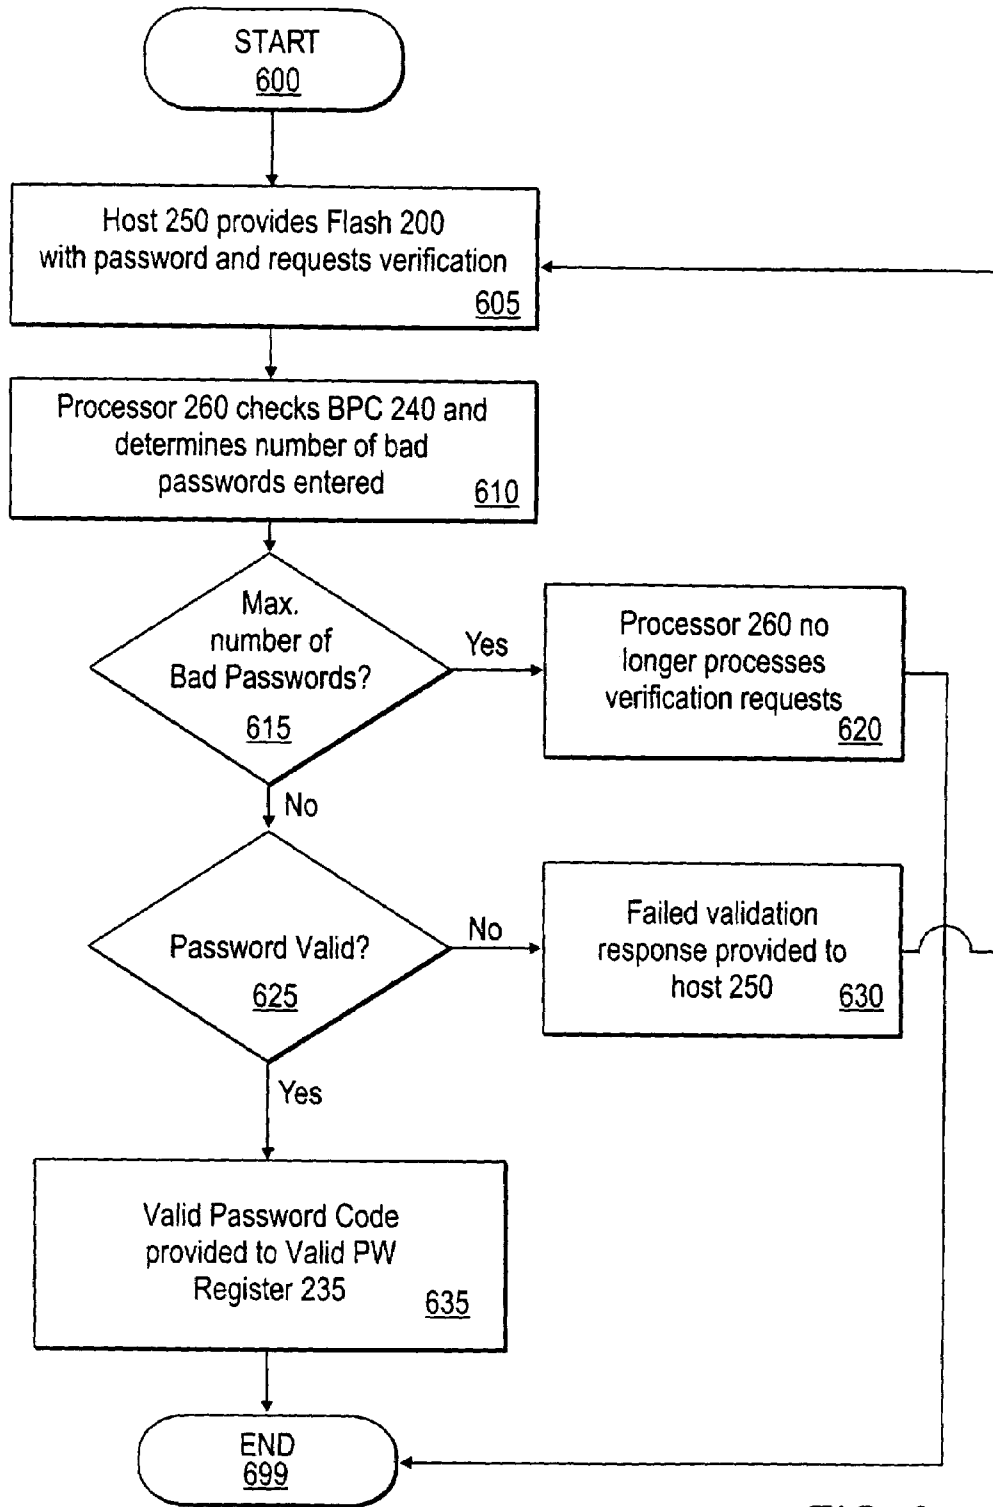 START
600
Host 250 provides Flash 200
with password and requests verification
605
Processor 260 checks BPC 240 and
determines number of bad
passwords entered
610
Max.
number of
Bad Passwords?
615
Yes
Processor 260 no
longer processes
verification requests
620
No
Password Valid?
625
No
Failed validation
response provided to
host 250
630
Yes
Valid Password Code
provided to Valid PW
Register 235
635
END
699